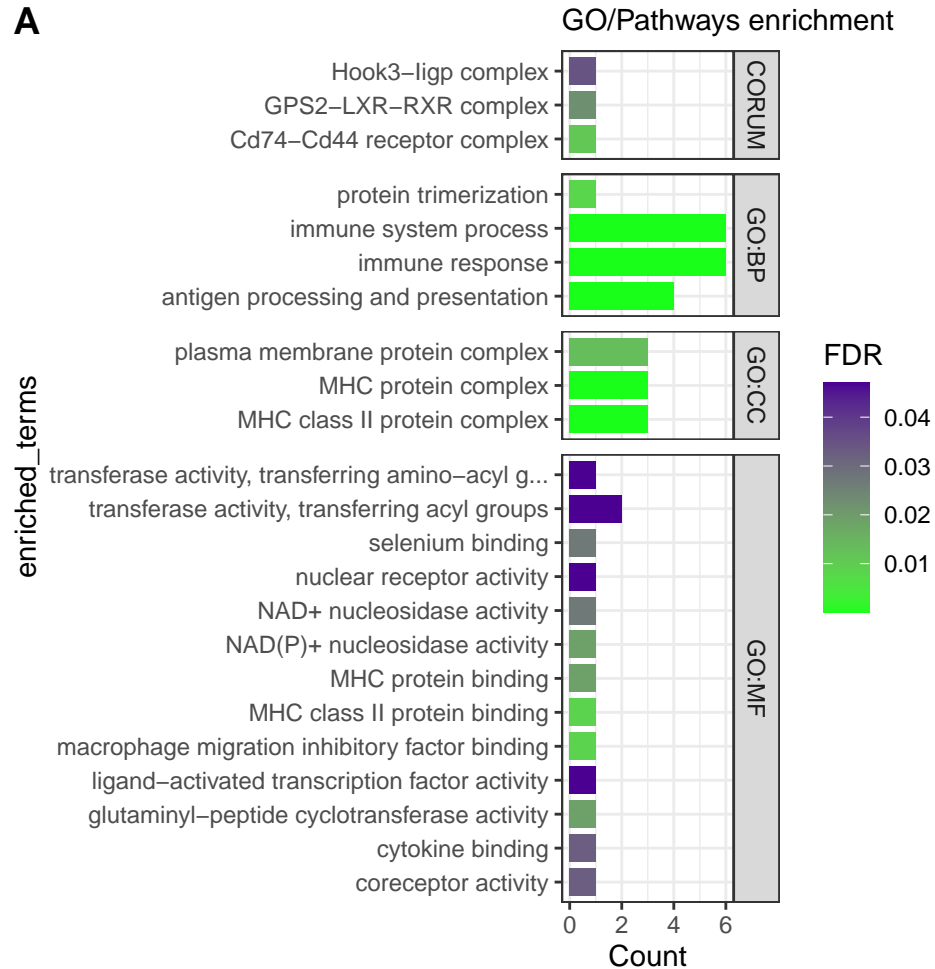 A
GO/Pathways enrichment
Hook3−Iigp complex
GPS2−LXR−RXR complex
Cd74−Cd44 receptor complex
CORUM
protein trimerization
immune system process
immune response
antigen processing and presentation
GO:BP
plasma membrane protein complex
MHC protein complex
MHC class II protein complex
GO:CC
transferase activity, transferring amino−acyl g...
transferase activity, transferring acyl groups
selenium binding
nuclear receptor activity
NAD+ nucleosidase activity
NAD(P)+ nucleosidase activity
MHC protein binding
MHC class II protein binding
macrophage migration inhibitory factor binding
ligand−activated transcription factor activity
glutaminyl−peptide cyclotransferase activity
cytokine binding
coreceptor activity
GO:MF
0 2 4 6
Count
enriched_terms
FDR
0.04
0.03
0.02
0.01